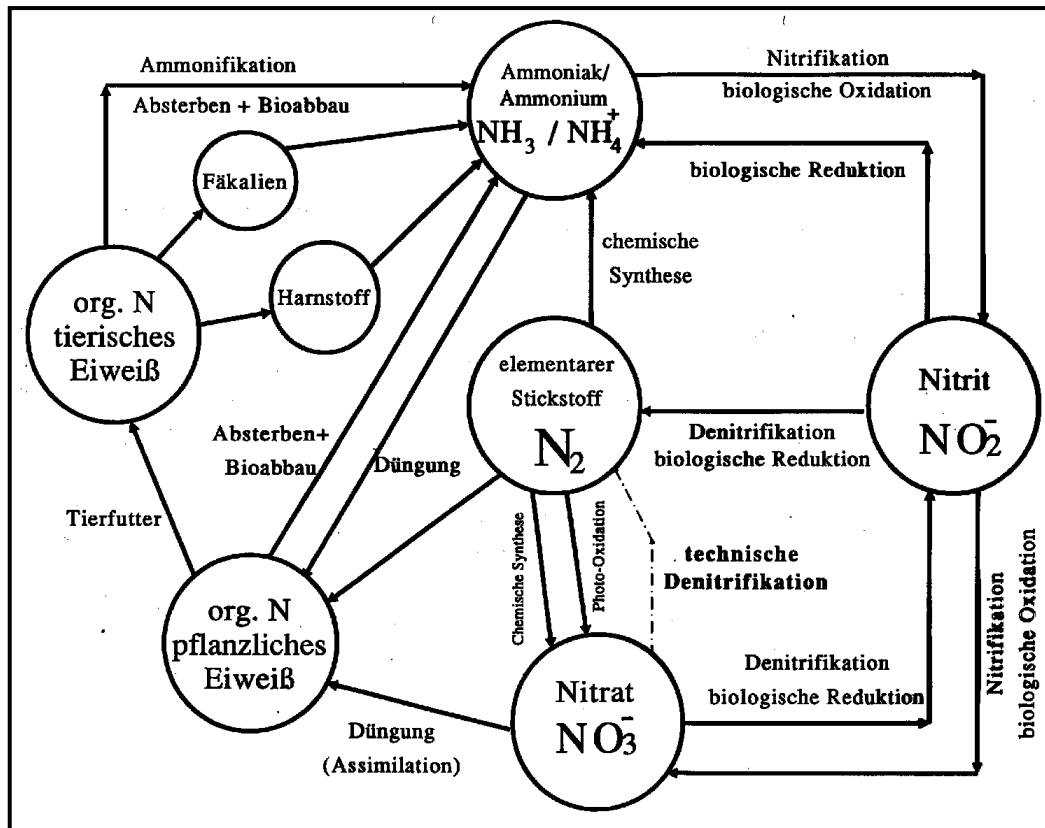 Ammonifikation
Absterben + Bioabbau
Ammoniak/
Ammonium
NH₃ / NH₄⁺
Nitrifikation
biologische Oxidation
biologische Reduktion
Fäkalien
Harnstoff
chemische
Synthese
org. N
tierisches
Eiweiß
elementarer
Stickstoff
N₂
Nitrit
NO₂⁻
Denitrifikation
biologische Reduktion
Absterben+
Bioabbau
Düngung
Tierfutter
Chemische Synthese
Photo-Oxidation
technische
Denitrifikation
org. N
pflanzliches
Eiweiß
Nitrat
NO₃⁻
Denitrifikation
biologische Reduktion
Nitrifikation
biologische Oxidation
Düngung
(Assimilation)